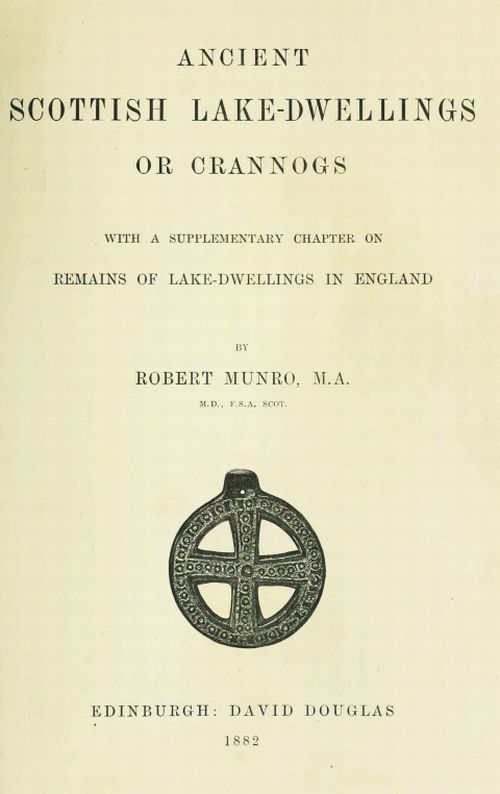 ANCIENT
SCOTTISH LAKE-DWELLINGS
OR CRANNOGS
WITH A SUPPLEMENTARY CHAPTER ON
REMAINS OF LAKE-DWELLINGS IN ENGLAND
BY
ROBERT MUNRO, M.A.
M.D., F.S.A. SCOT.
EDINBURGH: DAVID DOUGLAS
1882